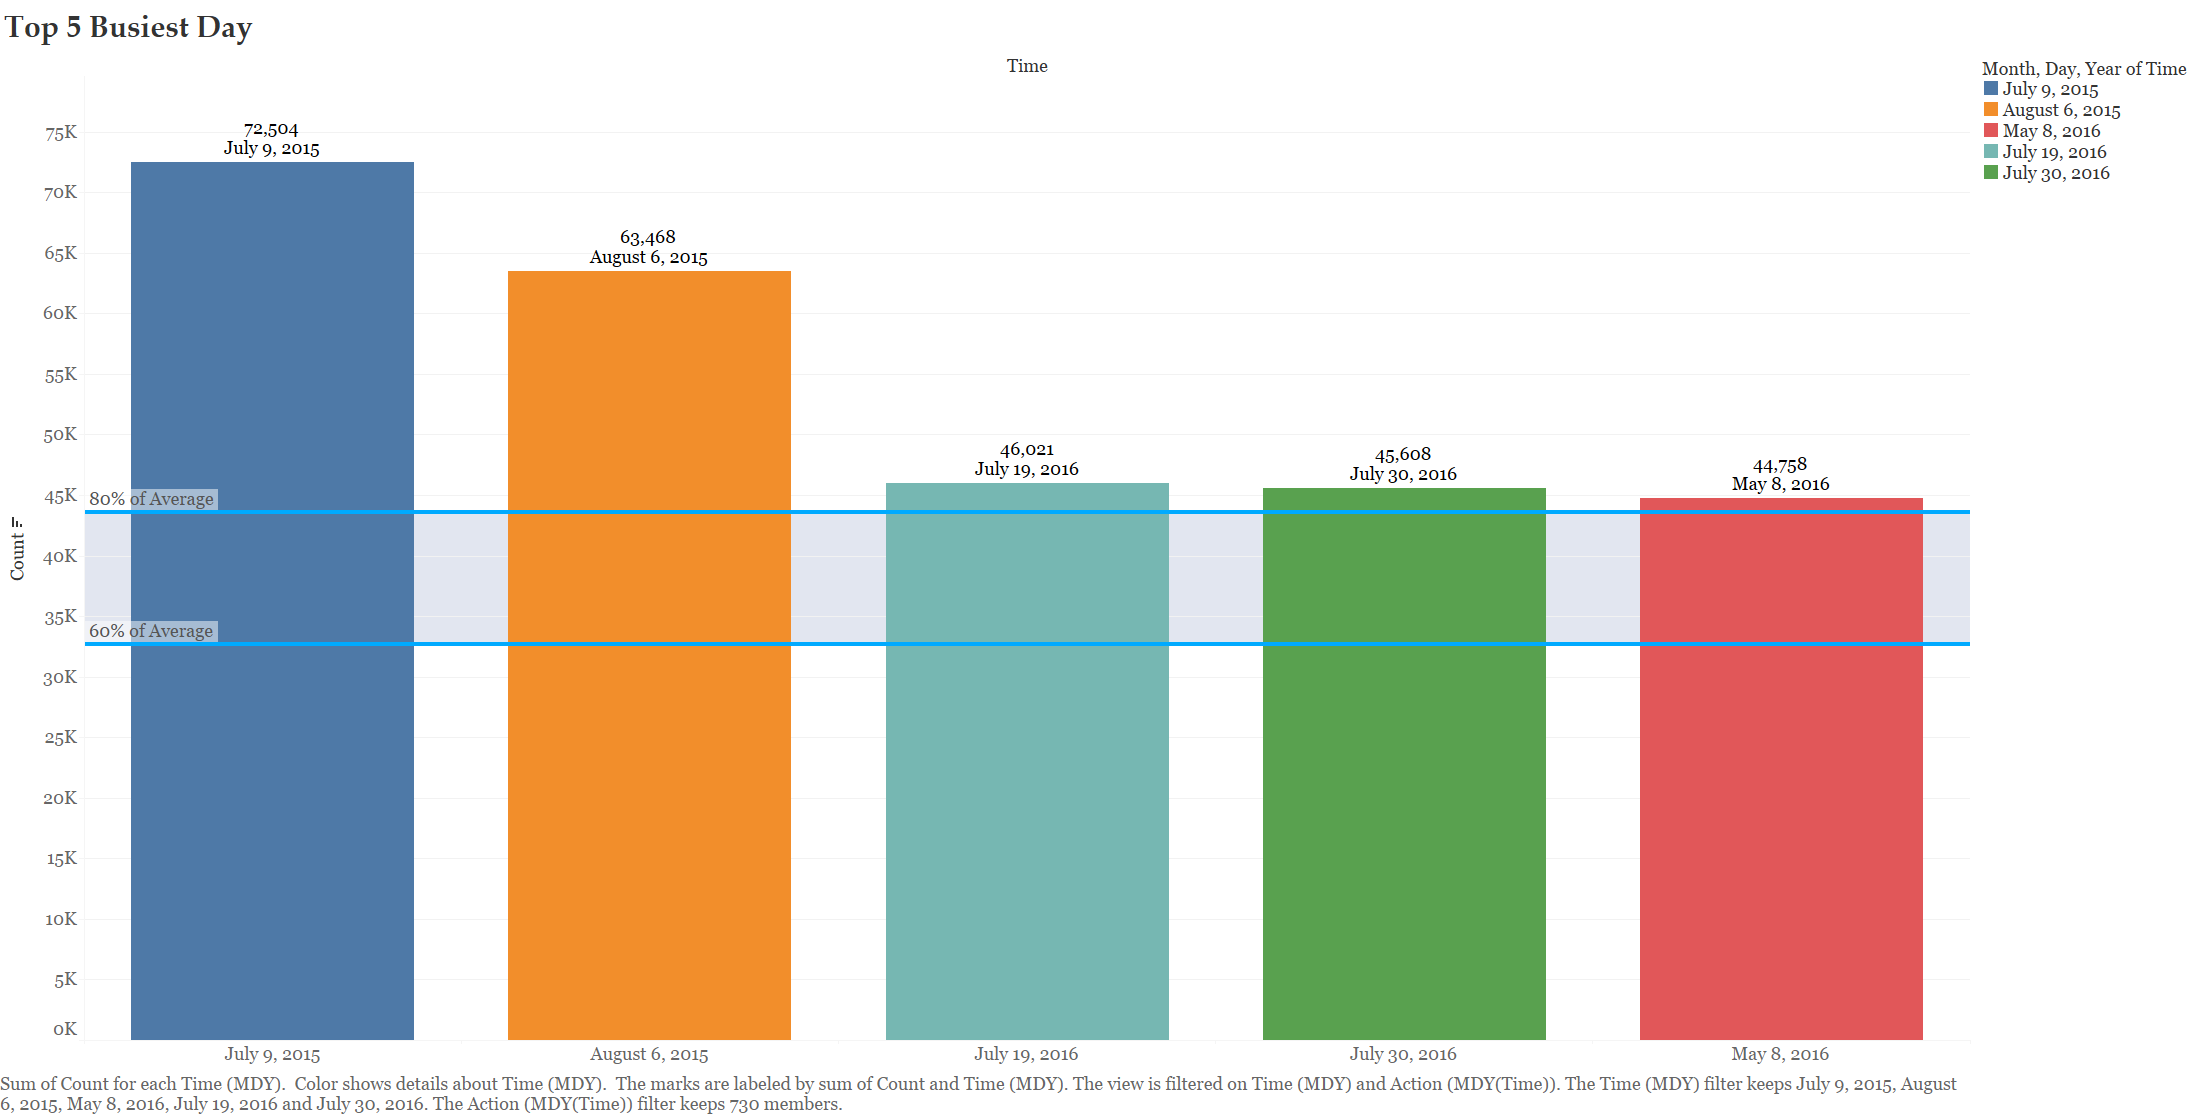 Top 5 Busiest Day
Time
Month, Day, Year of Time
July 9, 2015
August 6, 2015
May 8, 2016
July 19, 2016
July 30, 2016
Count
75K
70K
65K
60K
55K
50K
45K
40K
35K
30K
25K
20K
15K
10K
5K
0K
72,504
July 9, 2015
63,468
August 6, 2015
46,021
July 19, 2016
45,608
July 30, 2016
44,758
May 8, 2016
80% of Average
60% of Average
July 9, 2015
August 6, 2015
July 19, 2016
July 30, 2016
May 8, 2016
Sum of Count for each Time (MDY).  Color shows details about Time (MDY).  The marks are labeled by sum of Count and Time (MDY). The view is filtered on Time (MDY) and Action (MDY(Time)). The Time (MDY) filter keeps July 9, 2015, August
6, 2015, May 8, 2016, July 19, 2016 and July 30, 2016. The Action (MDY(Time)) filter keeps 730 members.